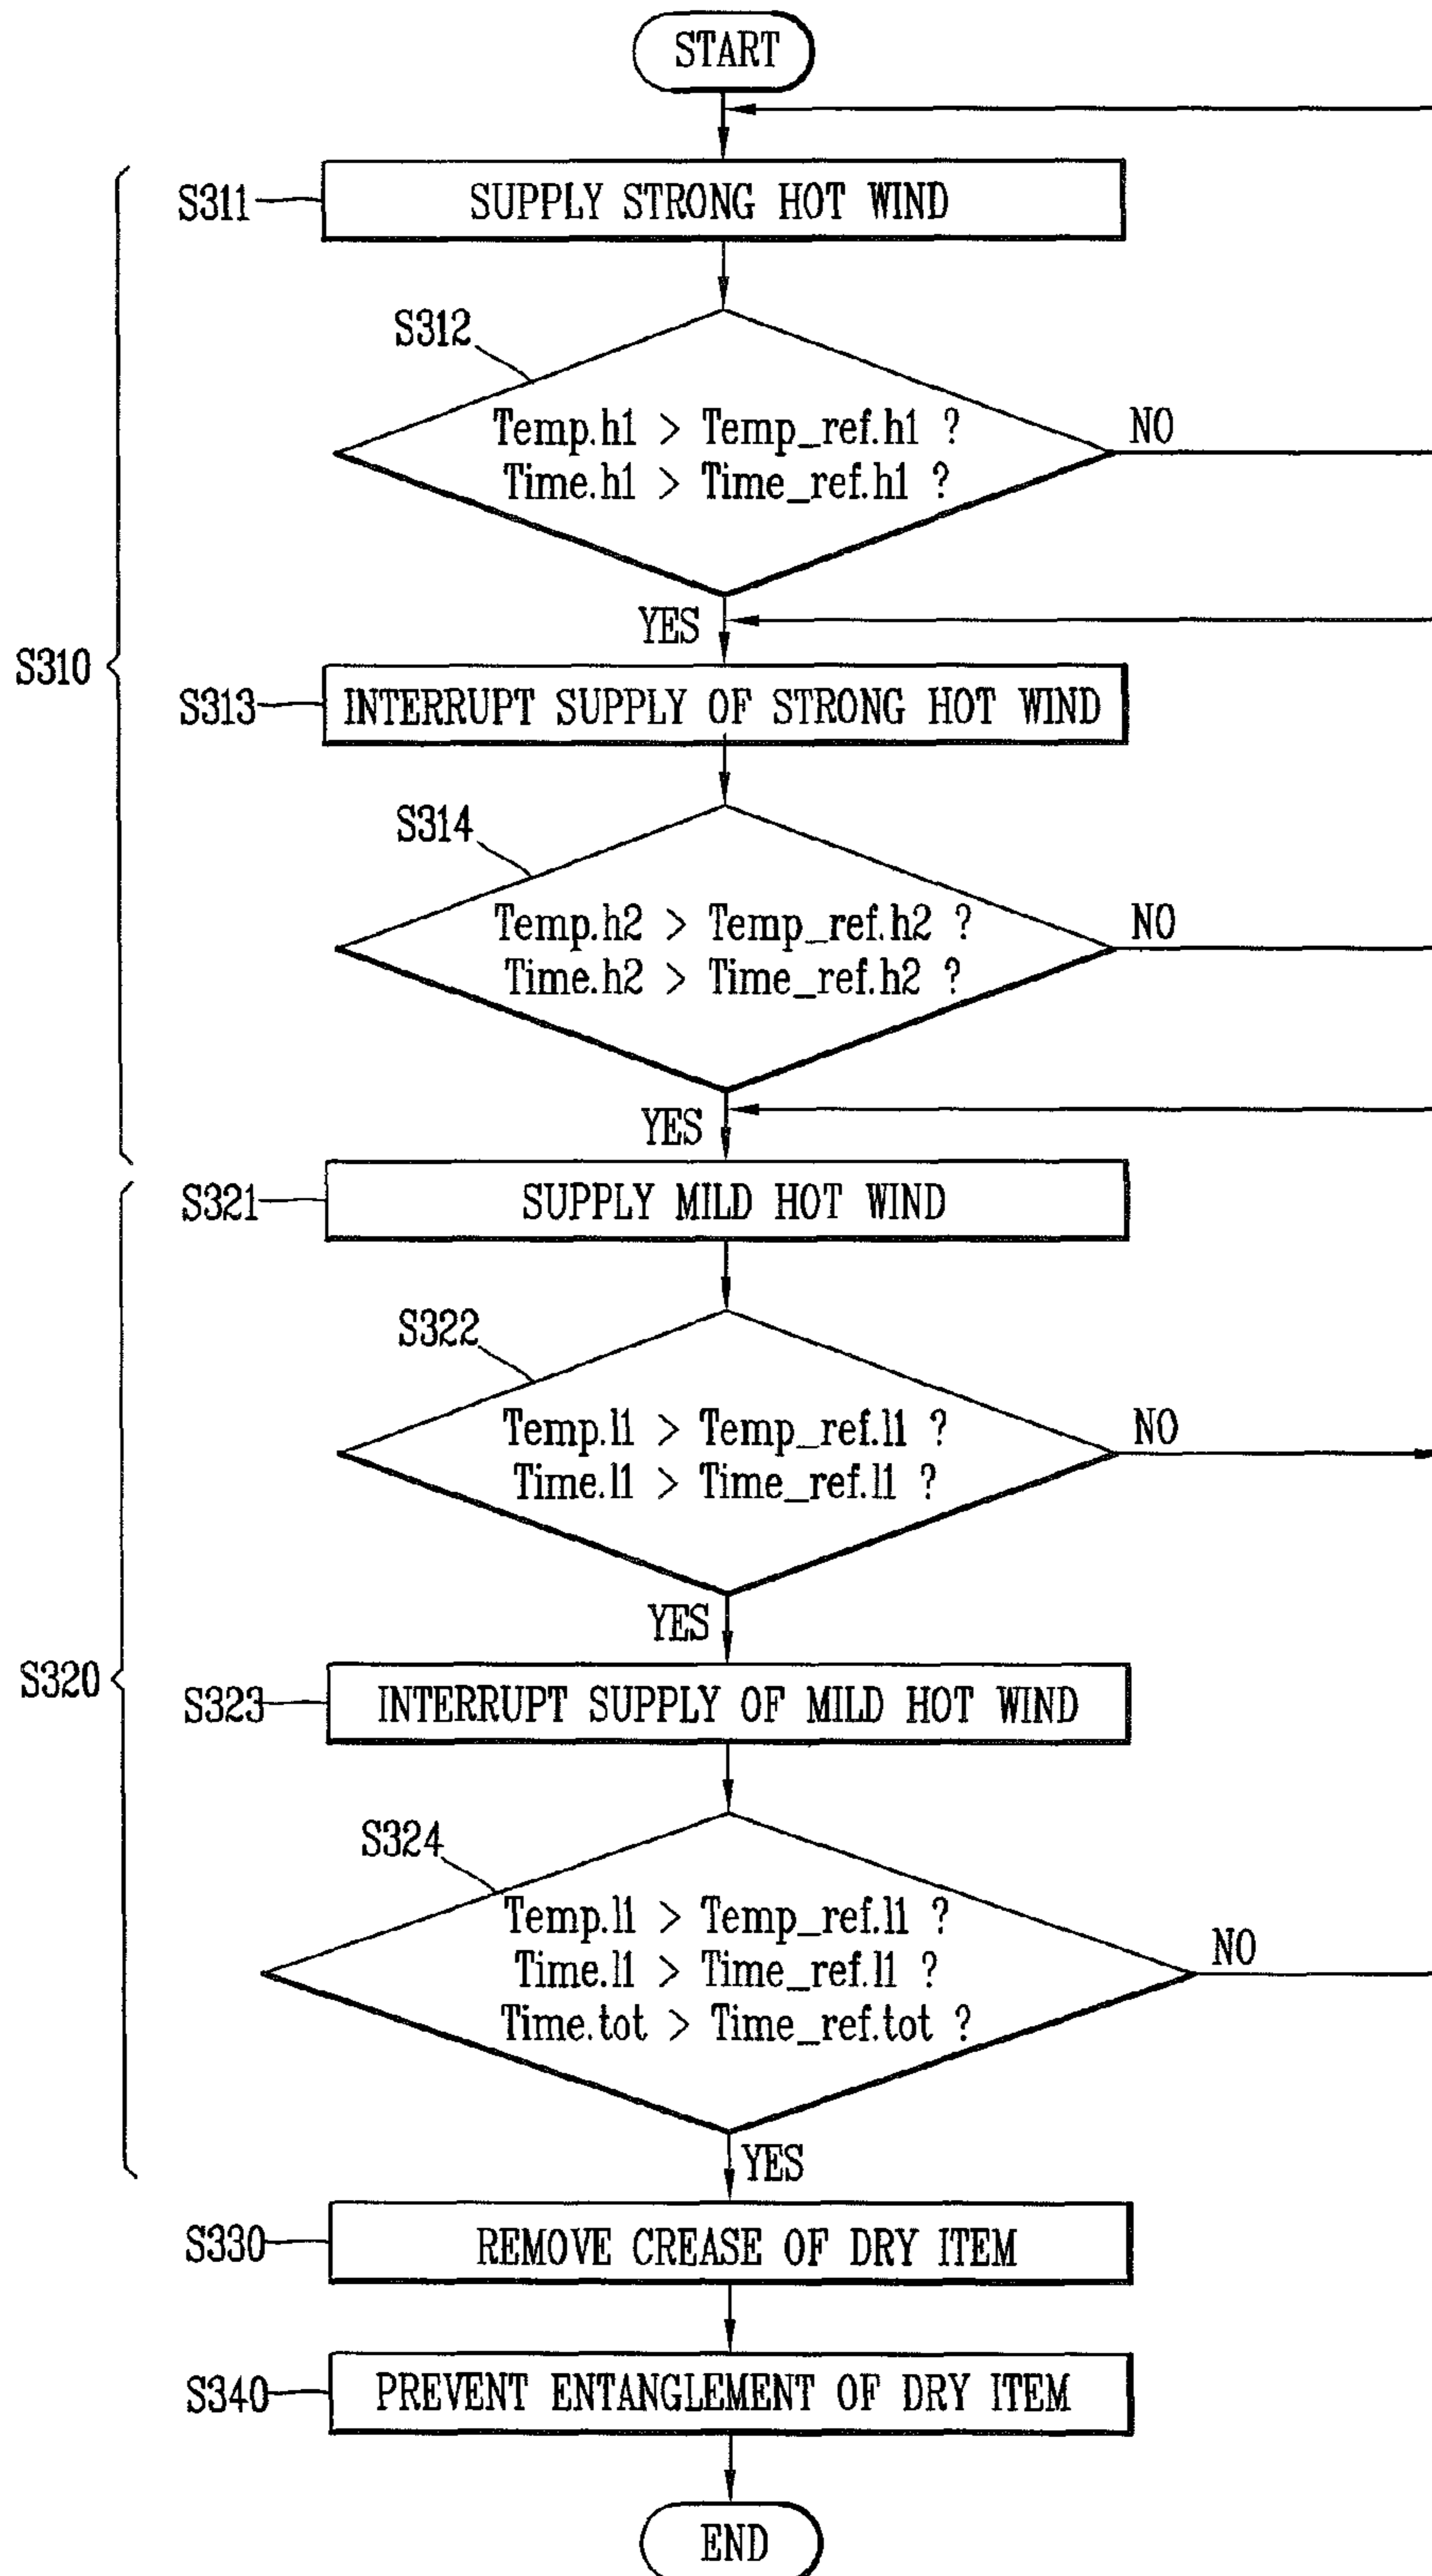 START
S311
SUPPLY STRONG HOT WIND
S312
Temp.h1 > Temp_ref.h1 ?
Time.h1 > Time_ref.h1 ?
NO
YES
S310
S313
INTERRUPT SUPPLY OF STRONG HOT WIND
S314
Temp.h2 > Temp_ref.h2 ?
Time.h2 > Time_ref.h2 ?
NO
YES
S321
SUPPLY MILD HOT WIND
S322
Temp.l1 > Temp_ref.l1 ?
Time.l1 > Time_ref.l1 ?
NO
YES
S320
S323
INTERRUPT SUPPLY OF MILD HOT WIND
S324
Temp.l1 > Temp_ref.l1 ?
Time.l1 > Time_ref.l1 ?
Time.tot > Time_ref.tot ?
NO
YES
S330
REMOVE CREASE OF DRY ITEM
S340
PREVENT ENTANGLEMENT OF DRY ITEM
END